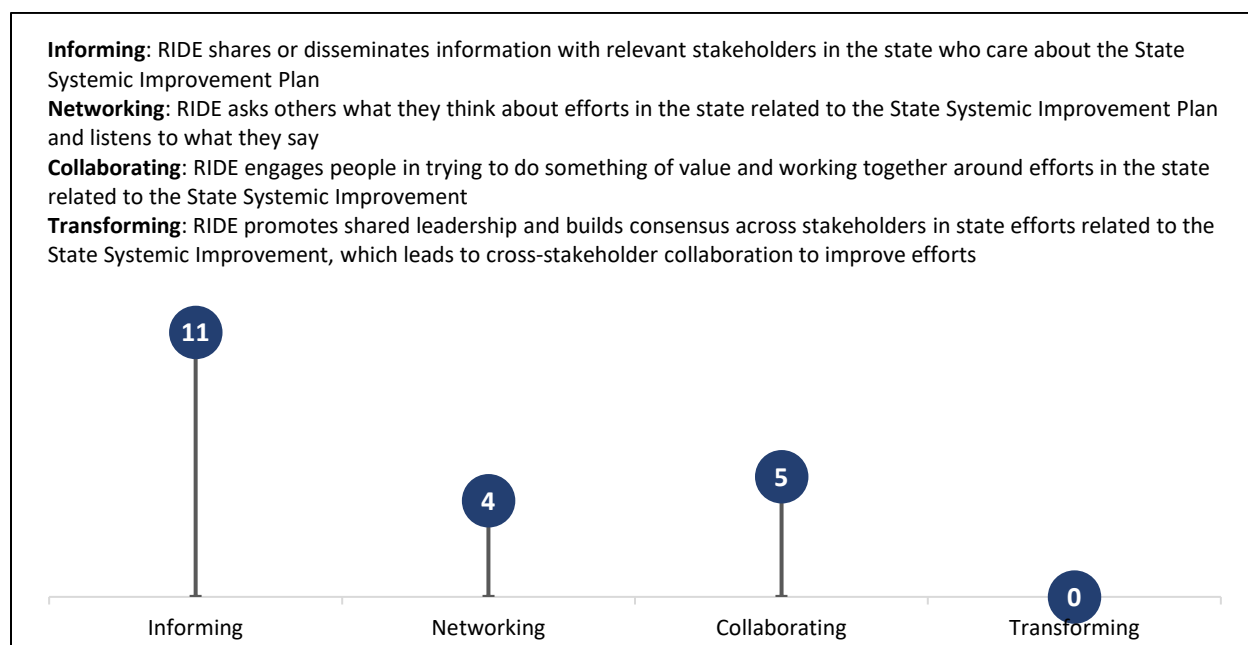 Informing: RIDE shares or disseminates information with relevant stakeholders in the state who care about the State
Systemic Improvement Plan
Networking: RIDE asks others what they think about efforts in the state related to the State Systemic Improvement Plan
and listens to what they say
Collaborating: RIDE engages people in trying to do something of value and working together around efforts in the state
related to the State Systemic Improvement
Transforming: RIDE promotes shared leadership and builds consensus across stakeholders in state efforts related to the
State Systemic Improvement, which leads to cross-stakeholder collaboration to improve efforts
11
4
5
0
Informing
Networking
Collaborating
Transforming